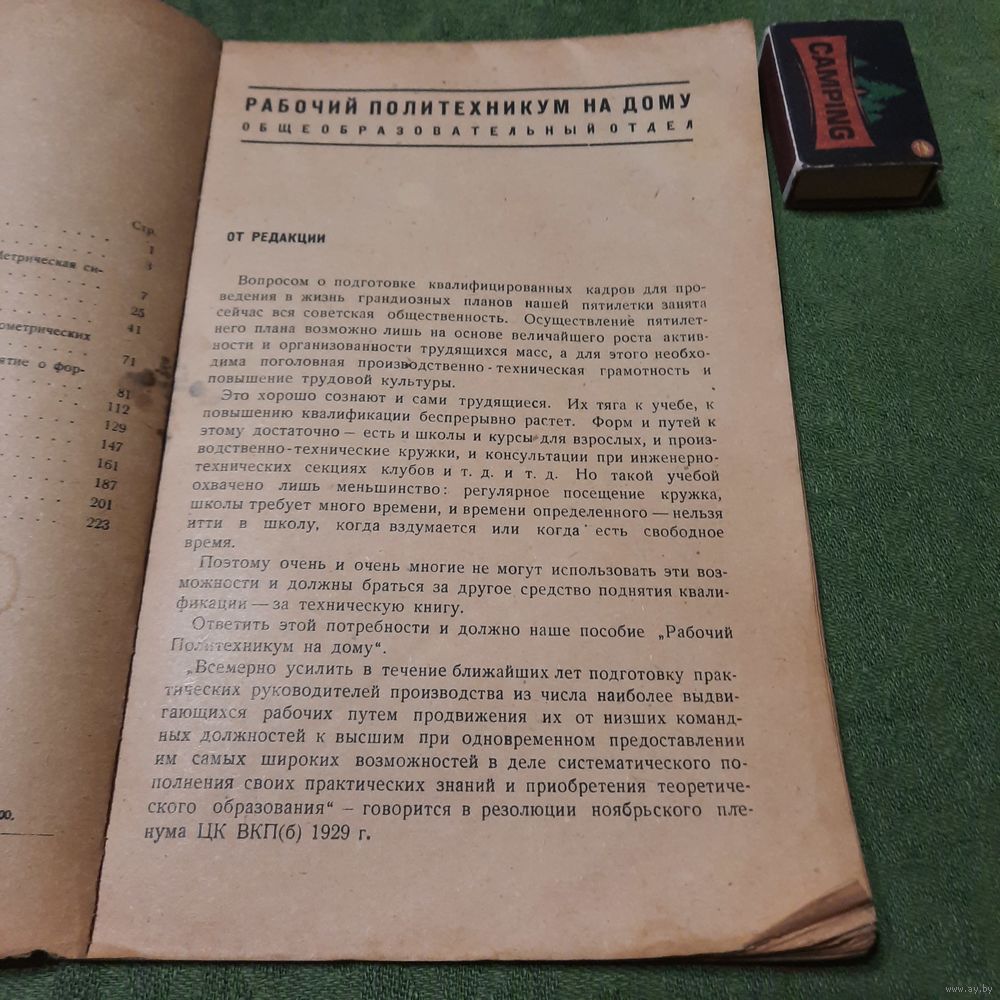 Стр.
1
Метрическая си-
3
7
25
ометрических
41
71
ятие о фор-
81
112
129
147
161
187
201
223
00.
РАБОЧИЙ ПОЛИТЕХНИКУМ НА ДОМУ
ОБЩЕОБРАЗОВАТЕЛЬНЫЙ ОТДЕЛ
ОТ РЕДАКЦИИ
Вопросом о подготовке квалифицированных кадров для про-
ведения в жизнь грандиозных планов нашей пятилетки занята
сейчас вся советская общественность. Осуществление пятилет-
него плана возможно лишь на основе величайшего роста актив-
ности и организованности трудящихся масс, а для этого необхо-
дима поголовная производственно-техническая грамотность и
повышение трудовой культуры.
Это хорошо сознают и сами трудящиеся. Их тяга к учебе, к
повышению квалификации беспрерывно растет. Форм и путей к
этому достаточно — есть и школы и курсы для взрослых, и произ-
водственно-технические кружки, и консультации при инженерно-
технических секциях клубов и т. д. и т. д. Но такой учебой
охвачено лишь меньшинство: регулярное посещение кружка,
школы требует много времени, и времени определенного — нельзя
итти в школу, когда вздумается или когда есть свободное
время.
Поэтому очень и очень многие не могут использовать эти воз-
можности и должны браться за другое средство поднятия квали-
фикации — за техническую книгу.
Ответить этой потребности и должно наше пособие „Рабочий
Политехникум на дому“.
„Всемерно усилить в течение ближайших лет подготовку прак-
тических руководителей производства из числа наиболее выдви-
гающихся рабочих путем продвижения их от низших команд-
ных должностей к высшим при одновременном предоставлении
им самых широких возможностей в деле систематического по-
полнения своих практических знаний и приобретения теоретиче-
ского образования“ — говорится в резолюции ноябрьского пле-
нума ЦК ВКП(б) 1929 г.
CAMPING
www.ay.by